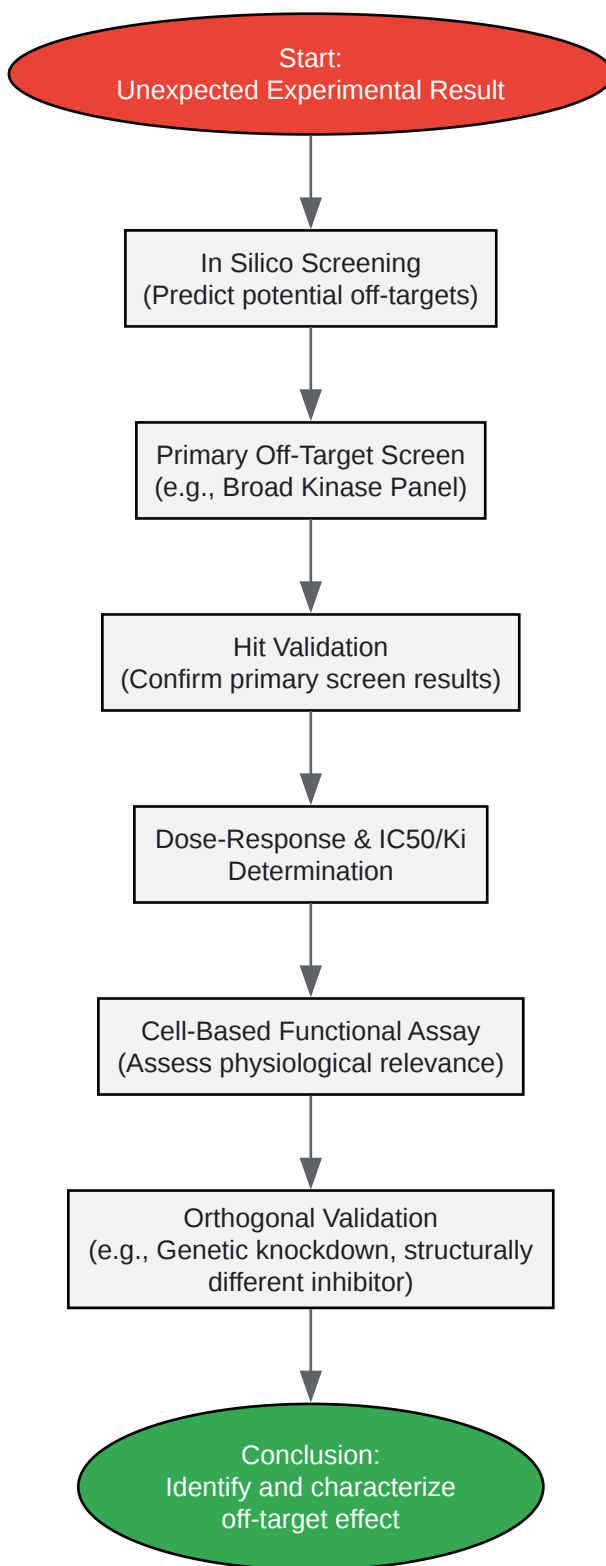 Start:
Unexpected Experimental Result
In Silico Screening
(Predict potential off-targets)
Primary Off-Target Screen
(e.g., Broad Kinase Panel)
Hit Validation
(Confirm primary screen results)
Dose-Response & IC50/Ki
Determination
Cell-Based Functional Assay
(Assess physiological relevance)
Orthogonal Validation
(e.g., Genetic knockdown, structurally
different inhibitor)
Conclusion:
Identify and characterize
off-target effect